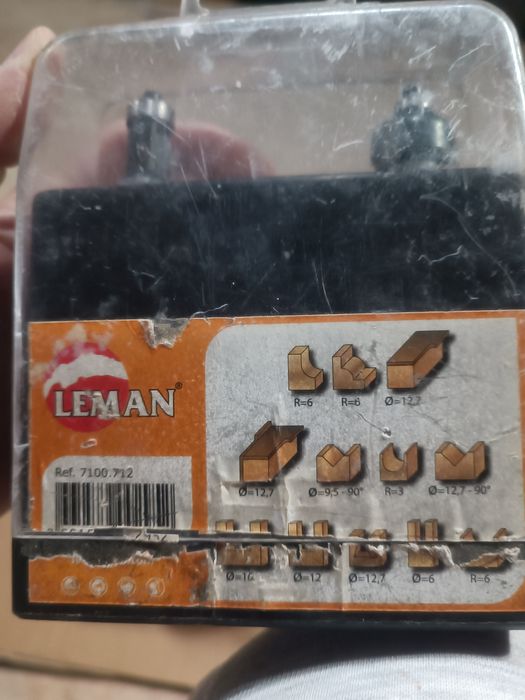 LEMAN®
Ref. 7100.712
R=6 R=6 Ø=12,7
Ø=12,7 Ø=9,5 - 90° R=3 Ø=12,7 - 90°
Ø=16 Ø=12 Ø=12,7 Ø=6 R=6